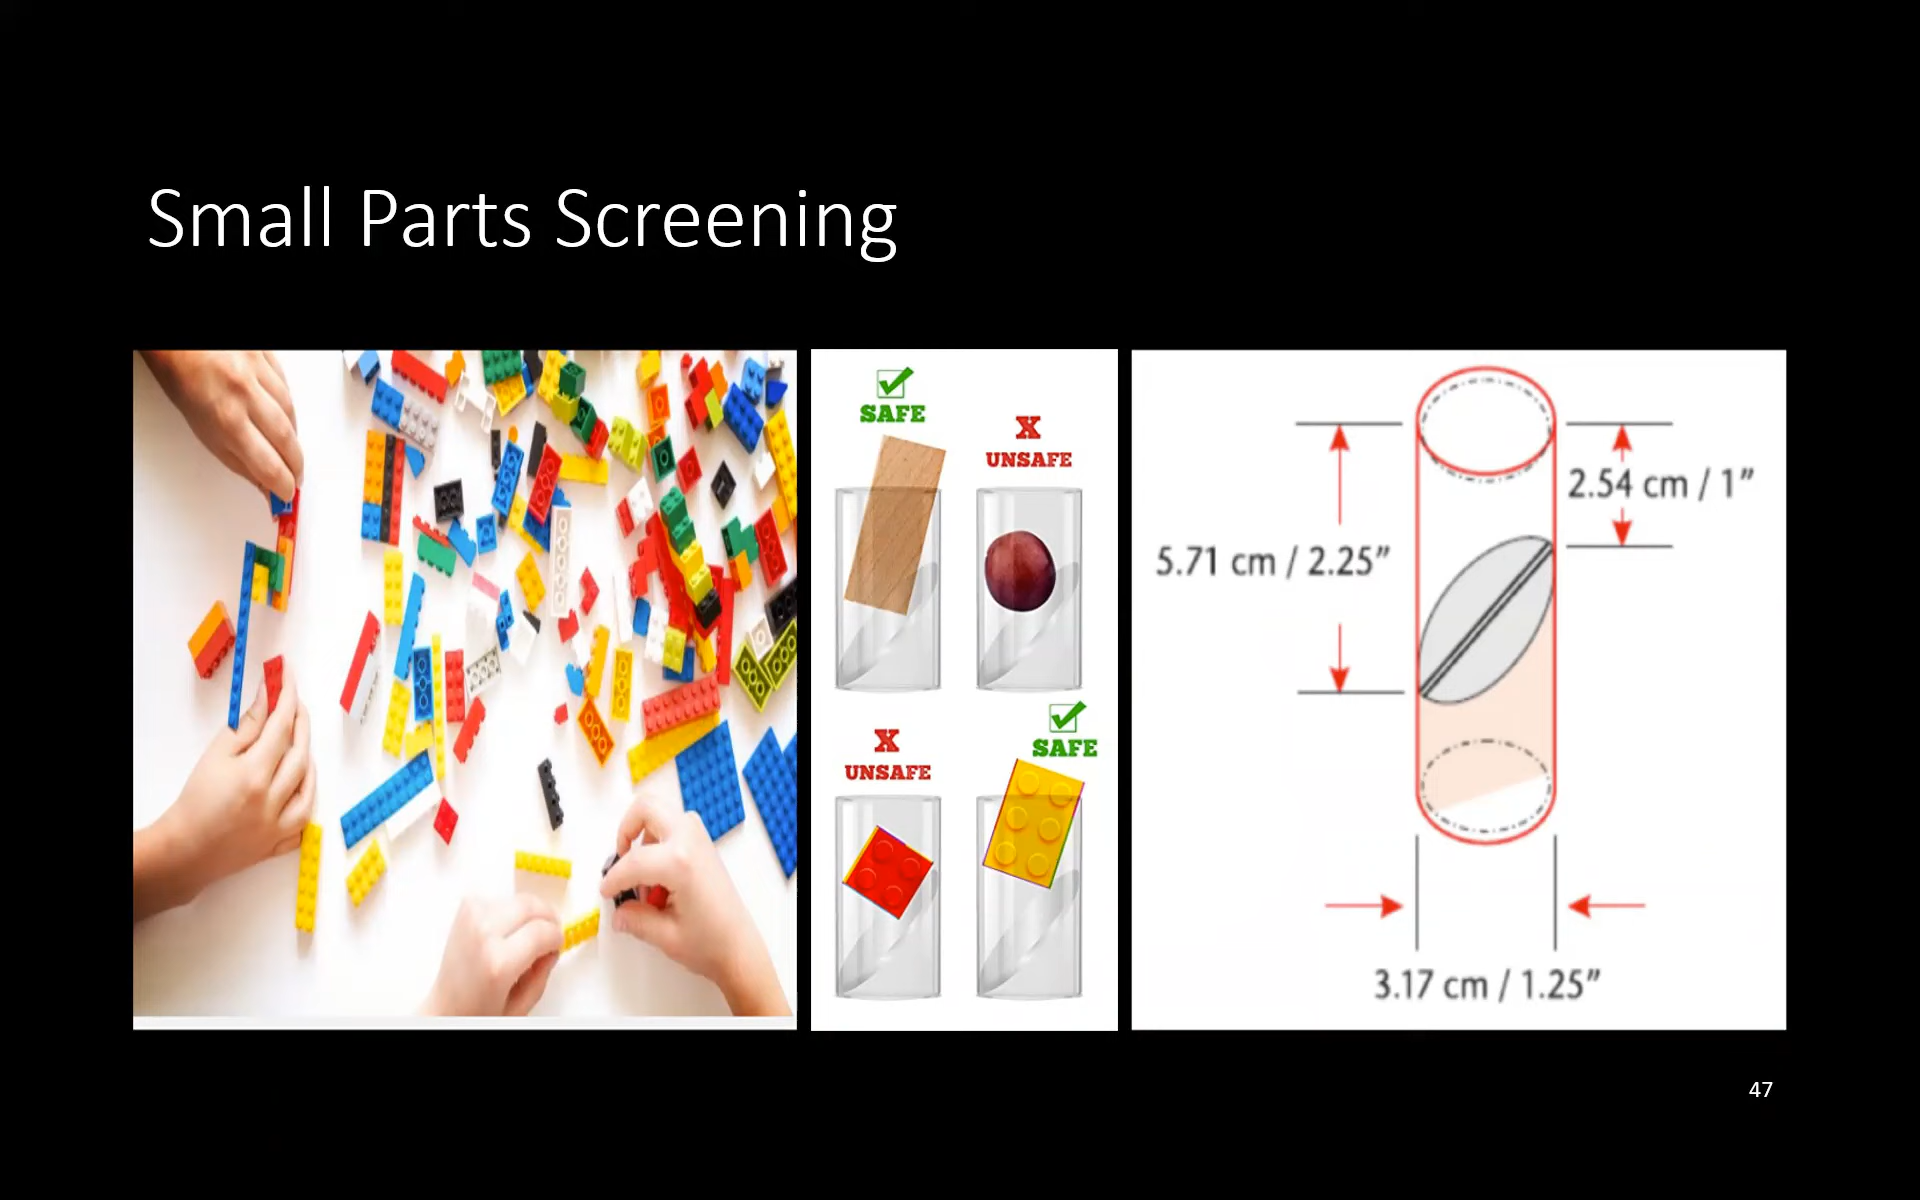 Small Parts Screening
SAFE
X
UNSAFE
X
UNSAFE
SAFE
2.54 cm / 1”
5.71 cm / 2.25”
3.17 cm / 1.25”
47